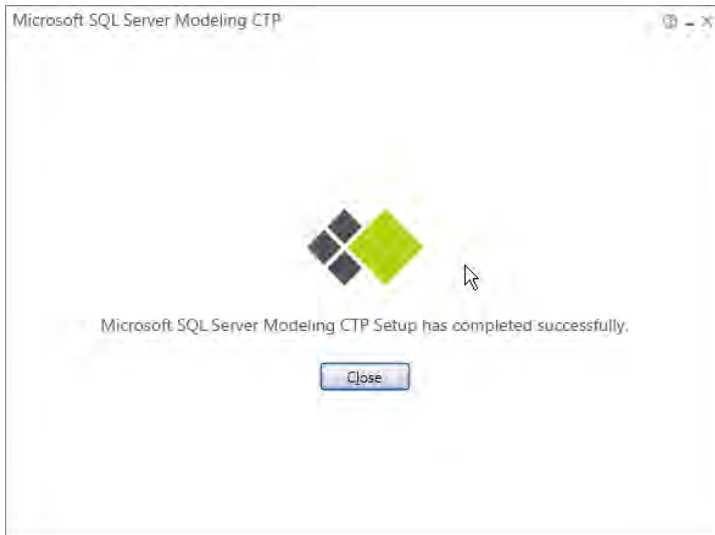 Microsoft SQL Server Modeling CTP
Microsoft SQL Server Modeling CTP Setup has completed successfully.
Close